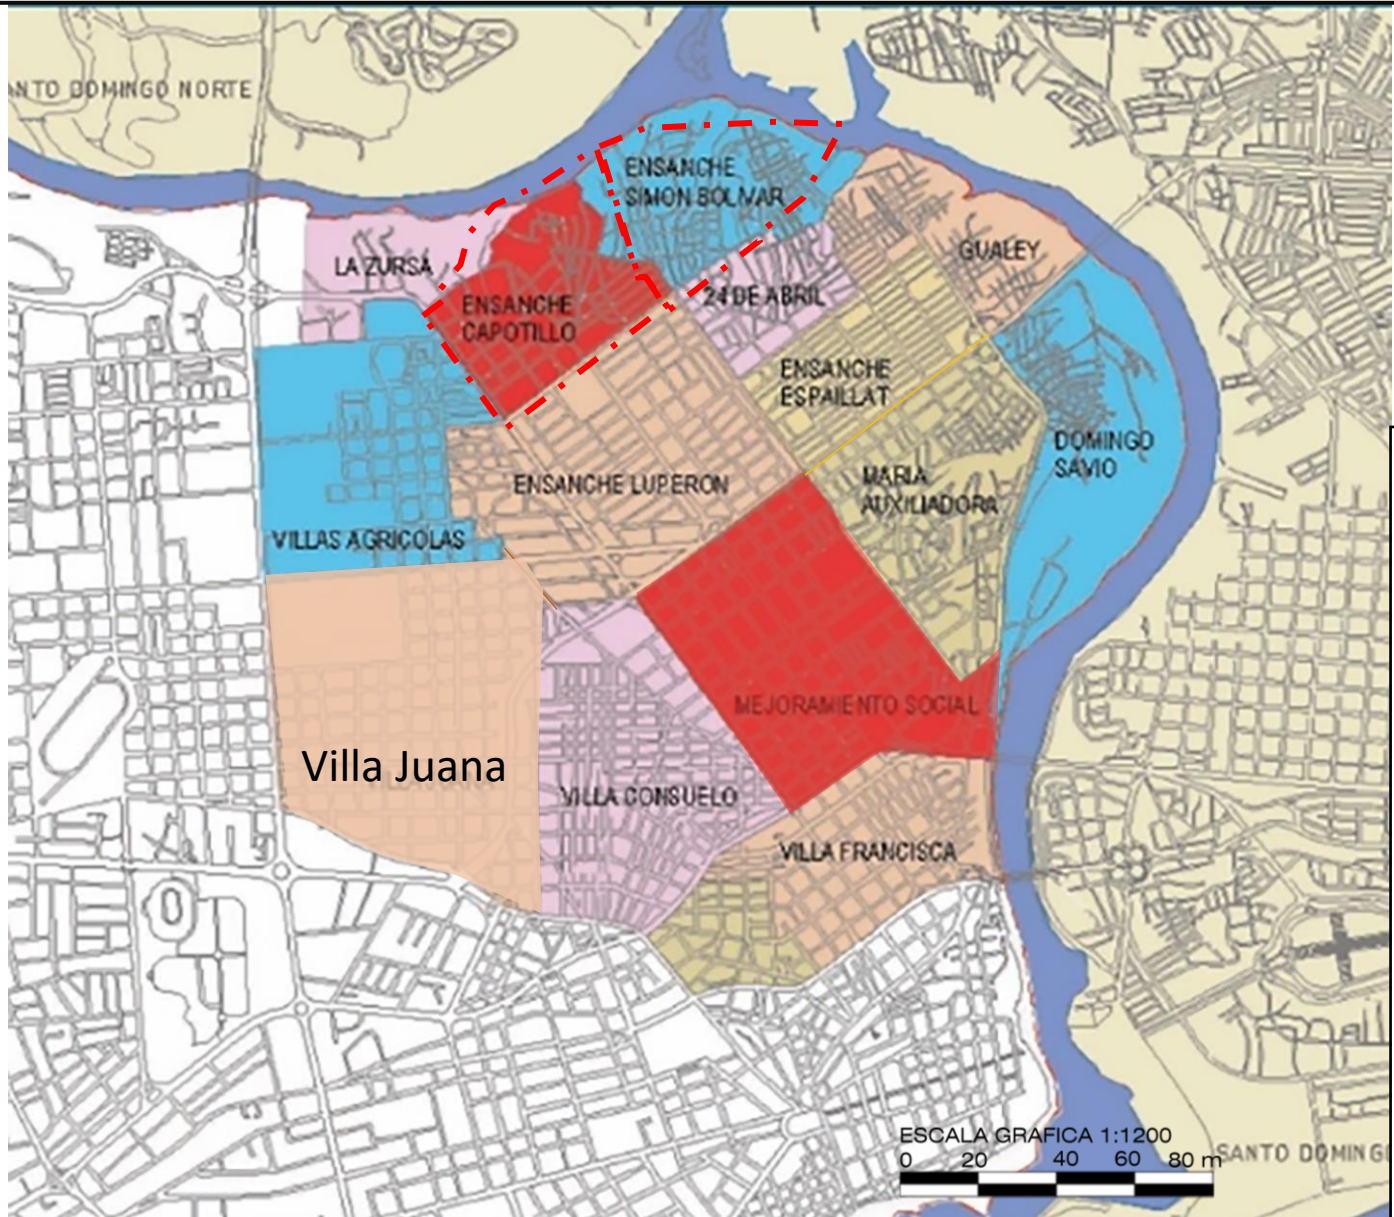 NTO DOMINGO NORTE
ENSANCHE
SIMON BOLIVAR
LA ZURSA
GUALEY
ENSANCHE
CAPOTILLO
24 DE ABRIL
ENSANCHE
ESPAILLAT
DOMINGO
SAVIO
ENSANCHE LUPERON
MARIA
AUXILIADORA
VILLAS AGRICOLAS
MEJORAMIENTO SOCIAL
Villa Juana
VILLA CONSUELO
VILLA FRANCISCA
ESCALA GRAFICA 1:1200
0 20 40 60 80 m
SANTO DOMING